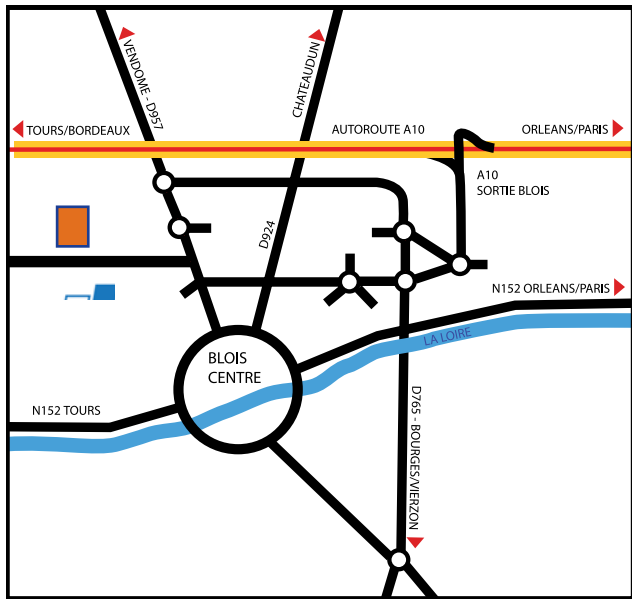 VENDOME - D957
CHATEAUDUN
TOURS/BORDEAUX
AUTOROUTE A10
ORLEANS/PARIS
A10
SORTIE BLOIS
D924
N152 ORLEANS/PARIS
LA LOIRE
BLOIS
CENTRE
N152 TOURS
D765 - BOURGES/VIERZON